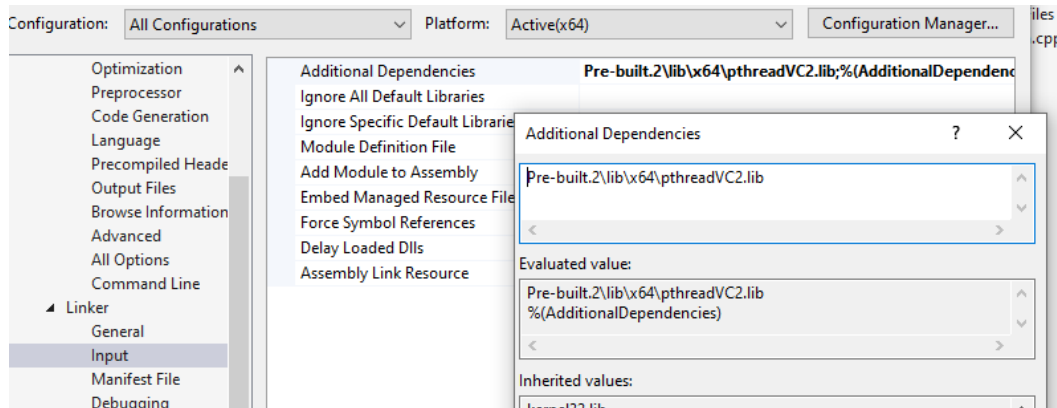 Configuration: All Configurations Platform: Active(x64) Configuration Manager...
iles
.cpp
Optimization
Preprocessor
Code Generation
Language
Precompiled Heade
Output Files
Browse Information
Advanced
All Options
Command Line
Linker
General
Input
Manifest File
Debugging
Additional Dependencies Pre-built.2\lib\x64\pthreadVC2.lib;%(AdditionalDependenc
Ignore All Default Libraries
Ignore Specific Default Librarie
Module Definition File
Add Module to Assembly
Embed Managed Resource File
Force Symbol References
Delay Loaded Dlls
Assembly Link Resource
Additional Dependencies ? 
Pre-built.2\lib\x64\pthreadVC2.lib
Evaluated value:
Pre-built.2\lib\x64\pthreadVC2.lib
%(AdditionalDependencies)
Inherited values:
kernel32.lib